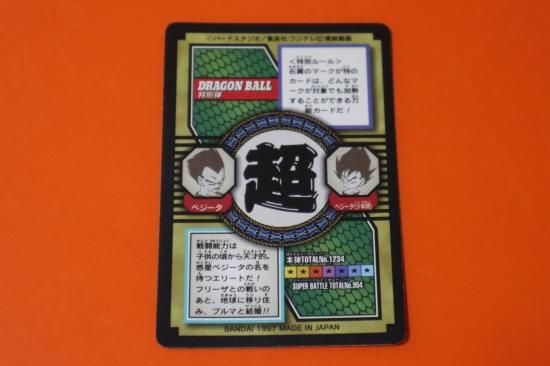 ©バードスタジオ／集英社・フジテレビ・東映動画
DRAGON BALL
特別弾
＜特別ルール＞
右翼のマークが特の
カードは、どんなマ
ークが対象でも加勢
することができる万
能カードだ！
超
ベジータ
ベジータ(少年時)
戦闘能力は
子供の頃から天才的。
惑星ベジータの名を
持つエリートだ！
フリーザとの戦いの
あと、地球に移り住
み、ブルマと結婚!!
本弾TOTALNo.1234
SUPER BATTLE TOTALNo.954
BANDAI 1997 MADE IN JAPAN